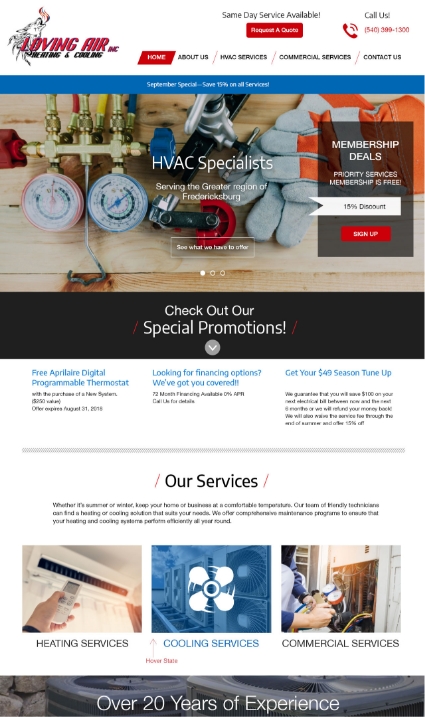 Same Day Service Available!
Request A Quote
Call Us!
(540) 399-1300
LOVING AIR INC
HEATING & COOLING
HOME / ABOUT US / HVAC SERVICES / COMMERCIAL SERVICES / CONTACT US
September Special - Save 15% on all Services!
HVAC Specialists
Serving the Greater region of
Fredericksburg
See what we have to offer
MEMBERSHIP
DEALS
PRIORITY SERVICES
MEMBERSHIP IS FREE!
15% Discount
SIGN UP
Check Out Our
/ Special Promotions! /
Free Aprilaire Digital
Programmable Thermostat
with the purchase of a New System.
($250 value)
Offer expires August 31, 2016
Looking for financing options?
We've got you covered!!
72 Month Financing Available 0% APR
Call Us for details
Get Your $49 Season Tune Up
We guarantee that you will save $100 on your
next electrical bill between now and the next
6 months or we will refund your money back!
We will also waive the service fee through the
end of summer and offer 15% off
/ Our Services /
Whether it's summer or winter, keep your home or business at a comfortable temperature. Our team of friendly technicians
can find a heating or cooling solution that suits your needs. We offer comprehensive maintenance programs to ensure that
your heating and cooling systems perform efficiently all year round.
HEATING SERVICES
COOLING SERVICES
COMMERCIAL SERVICES
Hover State
Over 20 Years of Experience